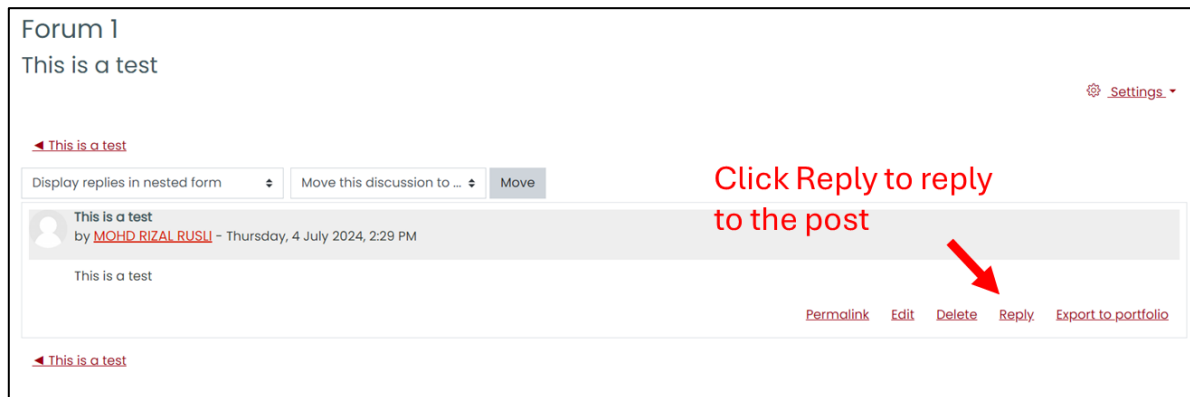 Forum 1
This is a test
Settings
◄ This is a test
Display replies in nested form
Move this discussion to ...
Move
Click Reply to reply
to the post
This is a test
by MOHD RIZAL RUSLI - Thursday, 4 July 2024, 2:29 PM
This is a test
Permalink Edit Delete Reply Export to portfolio
◄ This is a test